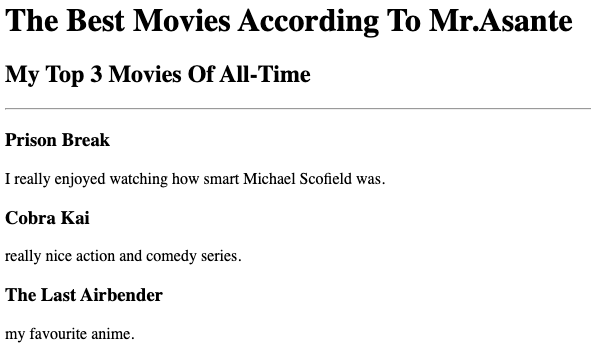 The Best Movies According To Mr.Asante
My Top 3 Movies Of All-Time
Prison Break
I really enjoyed watching how smart Michael Scofield was.
Cobra Kai
really nice action and comedy series.
The Last Airbender
my favourite anime.